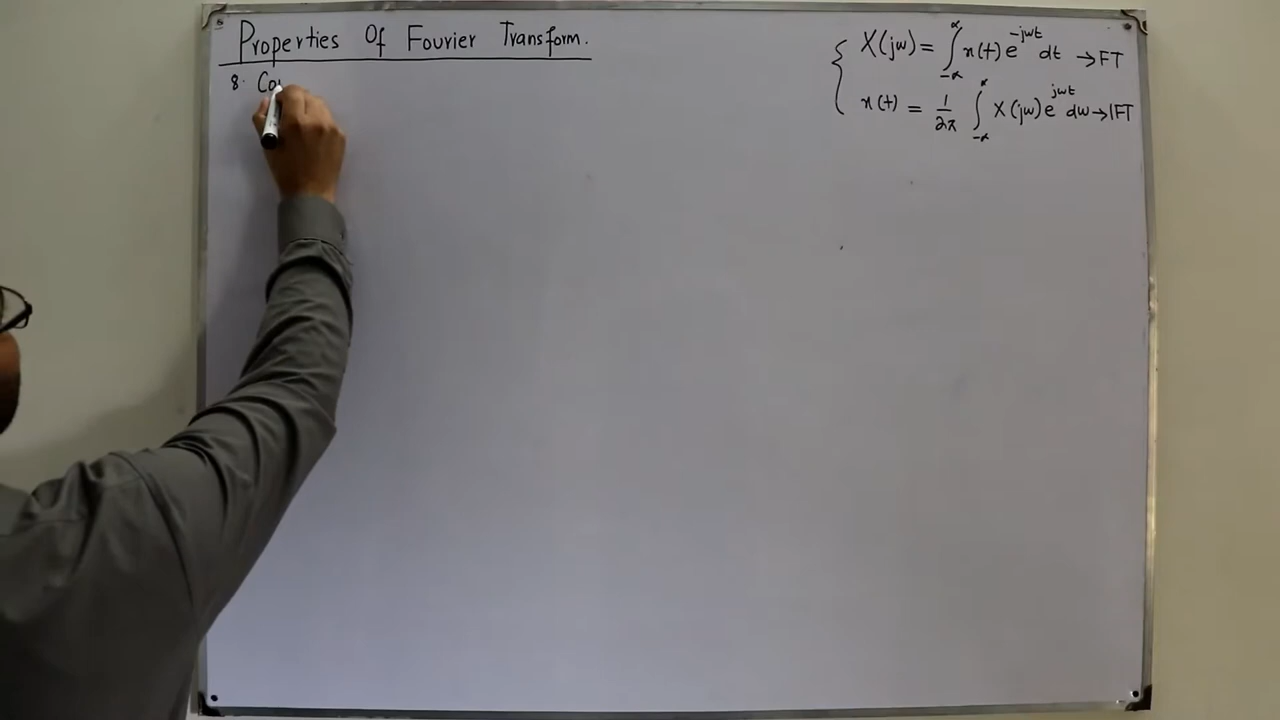 Properties Of Fourier Transform.
8. Co
X(jω) = ∫_{-α}^{α} x(t) e^{-jωt} dt → FT
x(t) = 1/2π ∫_{-α}^{α} X(jω) e^{jωt} dω → IFT